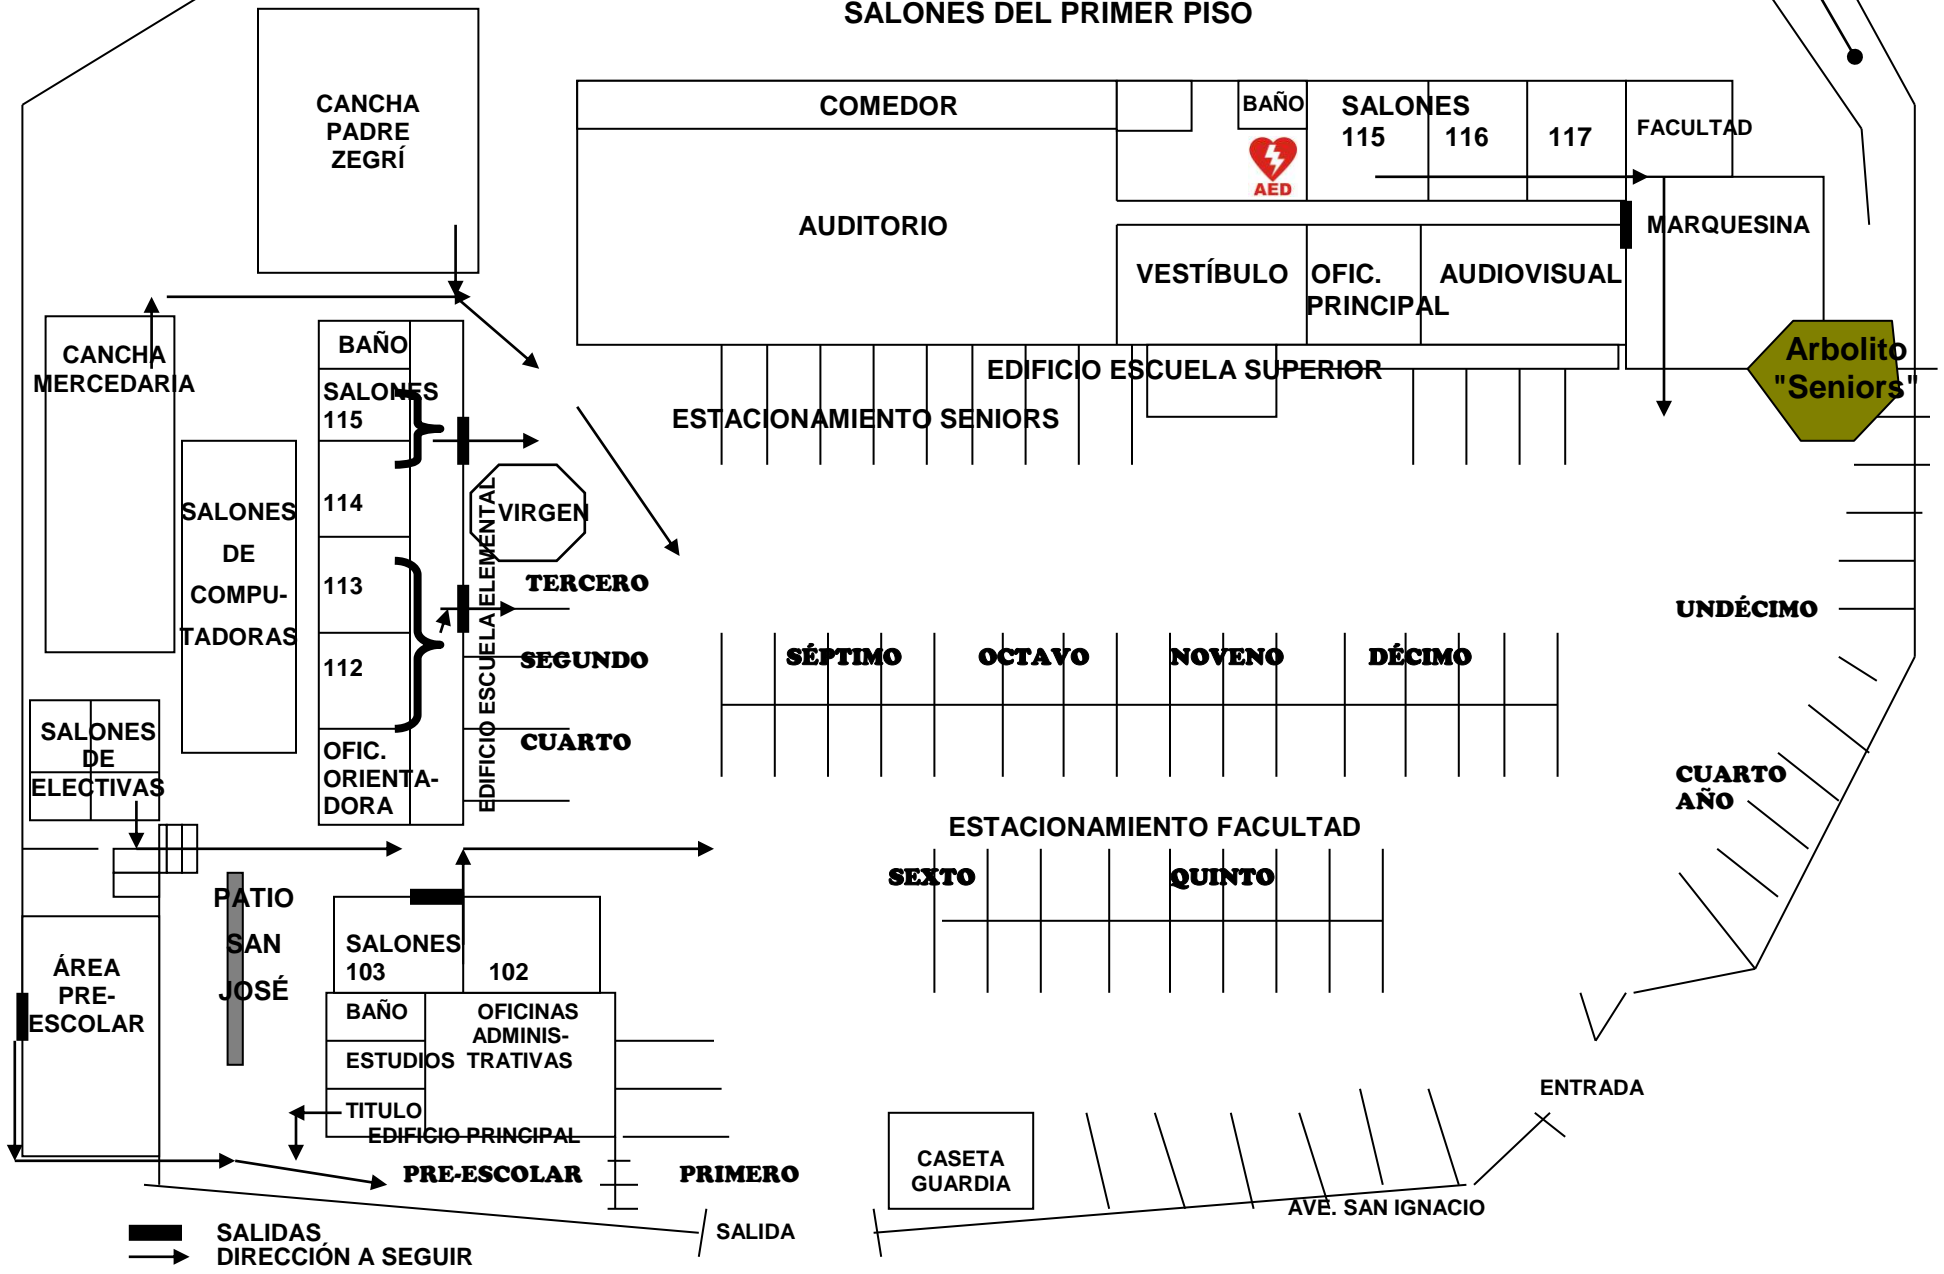 SALONES DEL PRIMER PISO
CANCHA
PADRE
ZEGRÍ
COMEDOR
BAÑO
SALONES
115
116
117
FACULTAD
AED
AUDITORIO
MARQUESINA
VESTÍBULO
OFIC.
PRINCIPAL
AUDIOVISUAL
CANCHA
MERCEDARIA
BAÑO
SALONES
115
114
113
112
OFIC.
ORIENTA-
DORA
EDIFICIO ESCUELA SUPERIOR
Arbolito
"Seniors"
ESTACIONAMIENTO SENIORS
SALONES
DE
COMPU-
TADORAS
EDIFICIO ESCUELA ELEMENTAL
VIRGEN
TERCERO
SEGUNDO
CUARTO
UNDÉCIMO
SÉPTIMO
OCTAVO
NOVENO
DÉCIMO
SALONES
DE
ELECTIVAS
CUARTO
AÑO
ESTACIONAMIENTO FACULTAD
SEXTO
QUINTO
PATIO
SAN
JOSÉ
SALONES
103
102
ÁREA
PRE-
ESCOLAR
BAÑO
ESTUDIOS
TITULO
OFICINAS
ADMINIS-
TRATIVAS
EDIFICIO PRINCIPAL
ENTRADA
PRE-ESCOLAR
PRIMERO
CASETA
GUARDIA
AVE. SAN IGNACIO
SALIDA
SALIDAS
DIRECCIÓN A SEGUIR